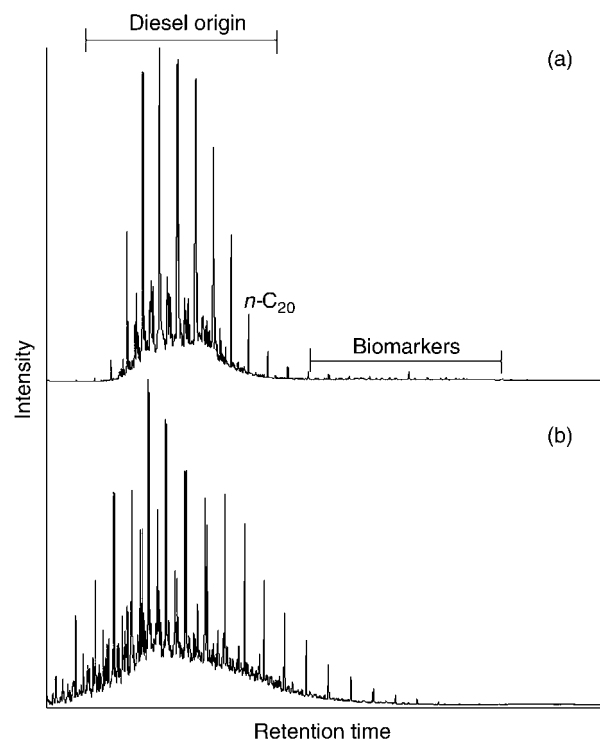 Diesel origin
(a)
n-C20
Biomarkers
Intensity
(b)
Retention time